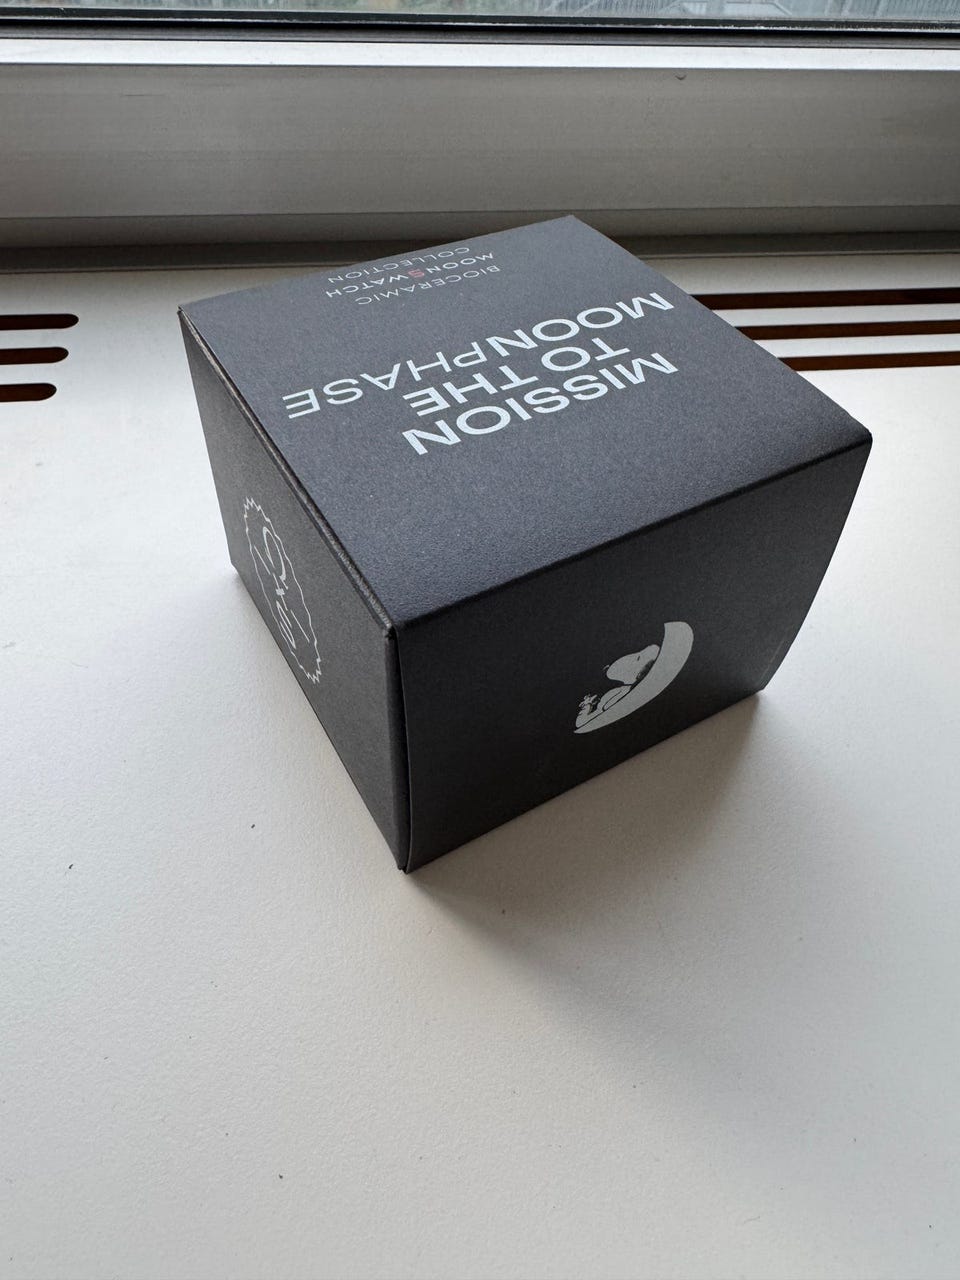 MISSION
TO THE
MOONPHASE
BIOCERAMIC
MOONSWATCH
COLLECTION